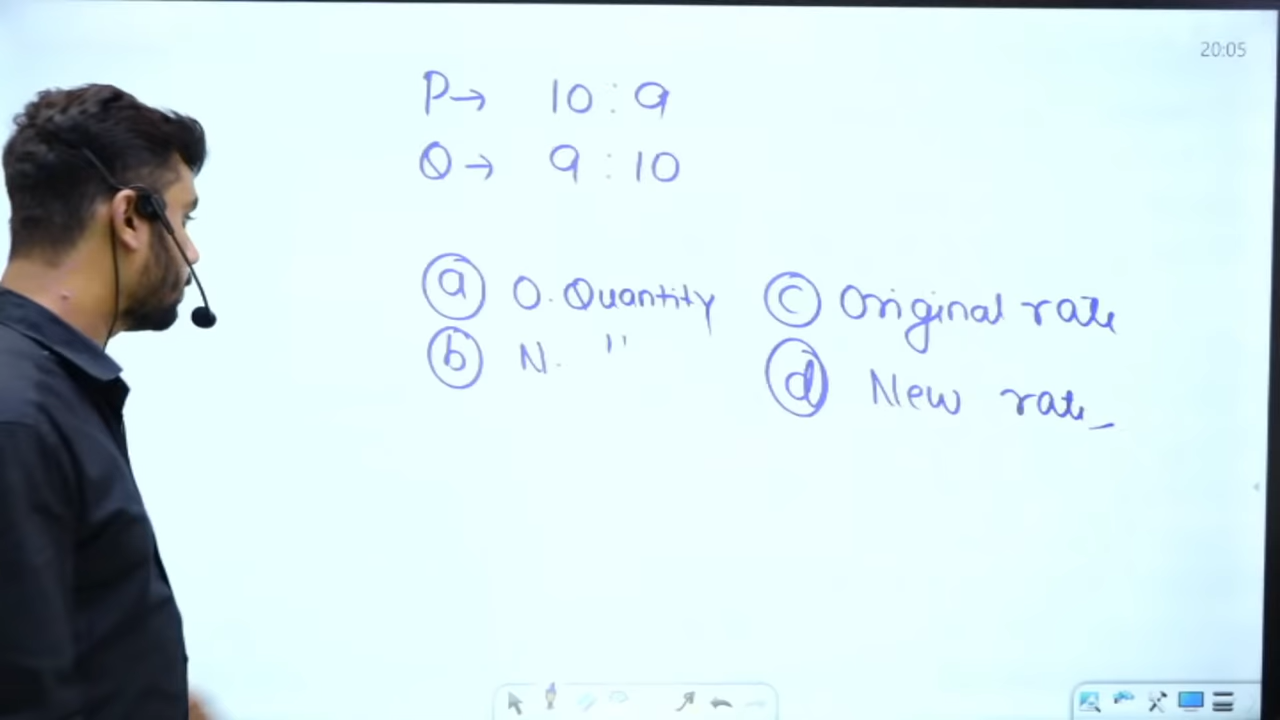 20:05
P→ 10 : 9
Q→ 9 : 10
ⓐ O. Quantity
ⓑ N. "
ⓒ Original rate
ⓓ New rate